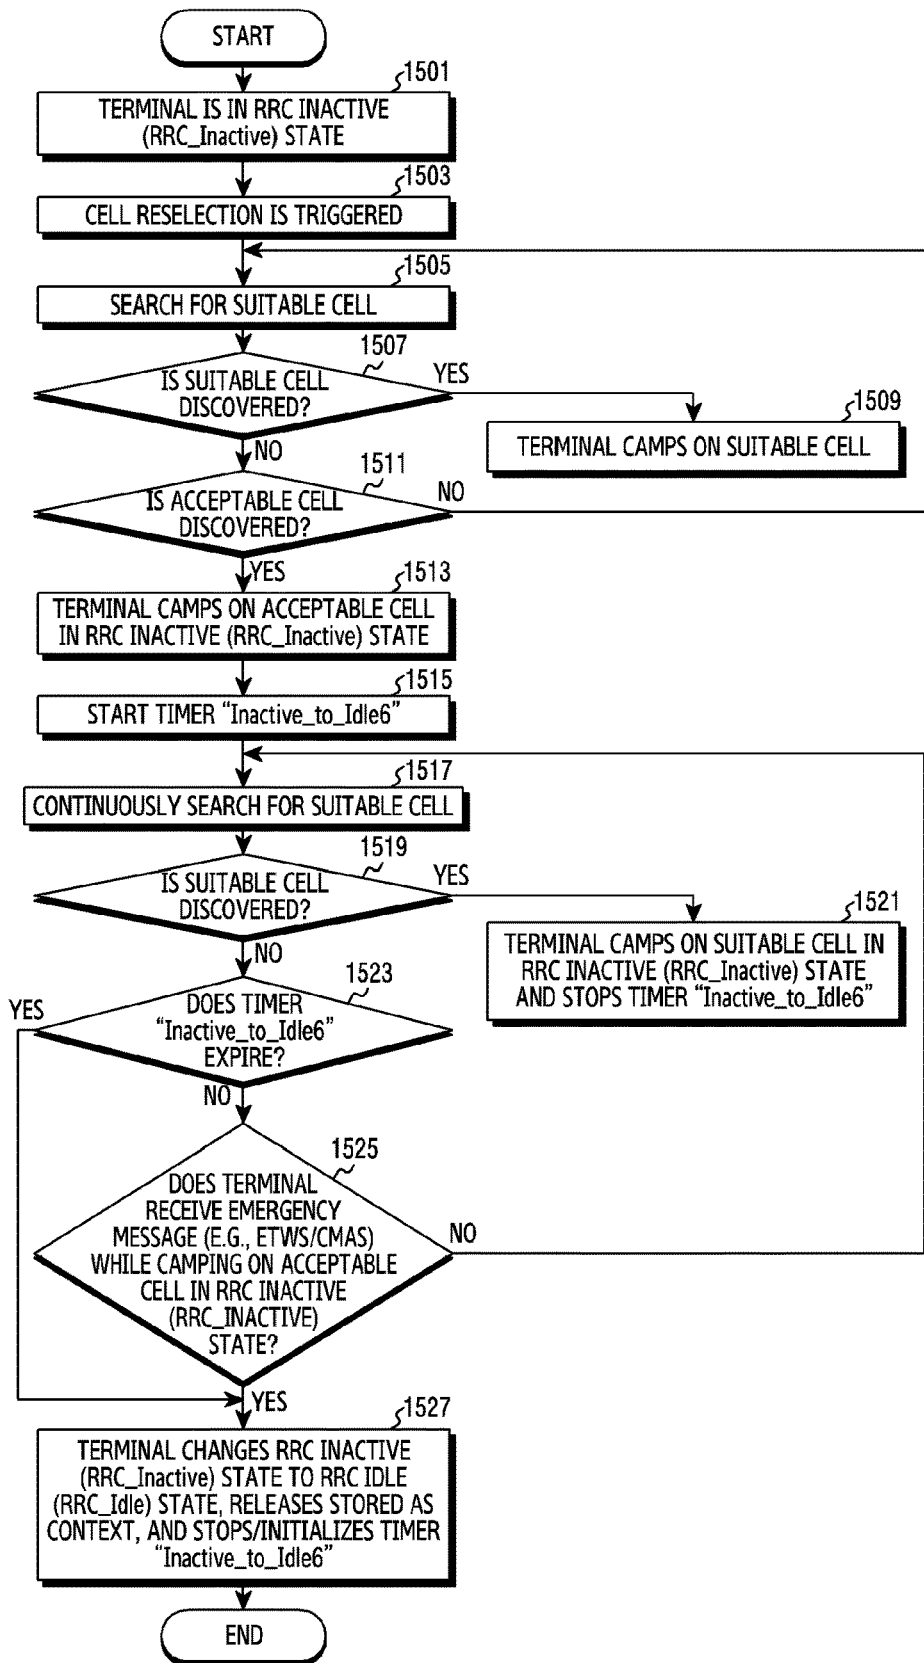 START
1501
TERMINAL IS IN RRC INACTIVE
(RRC_Inactive) STATE
1503
CELL RESELECTION IS TRIGGERED
1505
SEARCH FOR SUITABLE CELL
1507
IS SUITABLE CELL
DISCOVERED?
YES
NO
1509
TERMINAL CAMPS ON SUITABLE CELL
1511
IS ACCEPTABLE CELL
DISCOVERED?
NO
YES
1513
TERMINAL CAMPS ON ACCEPTABLE CELL
IN RRC INACTIVE (RRC_Inactive) STATE
1515
START TIMER “Inactive_to_Idle6”
1517
CONTINUOUSLY SEARCH FOR SUITABLE CELL
1519
IS SUITABLE CELL
DISCOVERED?
YES
NO
1521
TERMINAL CAMPS ON SUITABLE CELL IN
RRC INACTIVE (RRC_Inactive) STATE
AND STOPS TIMER “Inactive_to_Idle6”
1523
DOES TIMER
“Inactive_to_Idle6”
EXPIRE?
YES
NO
1525
DOES TERMINAL
RECEIVE EMERGENCY
MESSAGE (E.G., ETWS/CMAS)
WHILE CAMPING ON ACCEPTABLE
CELL IN RRC INACTIVE
(RRC_INACTIVE)
STATE?
NO
YES
1527
TERMINAL CHANGES RRC INACTIVE
(RRC_Inactive) STATE TO RRC IDLE
(RRC_Idle) STATE, RELEASES STORED AS
CONTEXT, AND STOPS/INITIALIZES TIMER
“Inactive_to_Idle6”
END